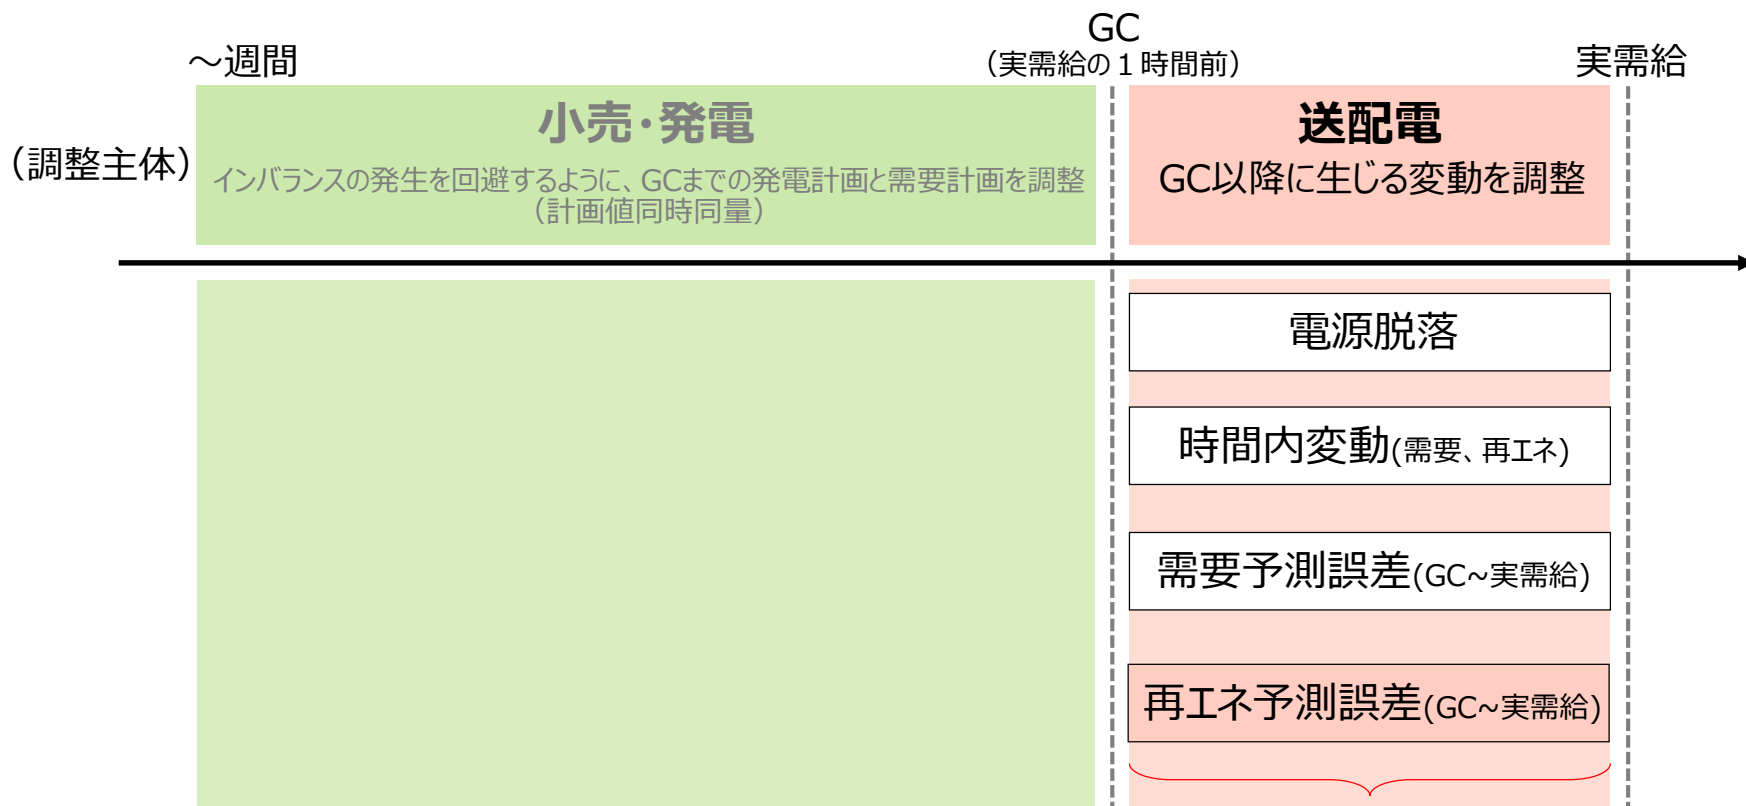 GC
～週間
（実需給の１時間前）
実需給
（調整主体）
小売・発電
インバランスの発生を回避するように、GCまでの発電計画と需要計画を調整
（計画値同時同量）
送配電
GC以降に生じる変動を調整
電源脱落
時間内変動(需要、再エネ)
需要予測誤差(GC~実需給)
再エネ予測誤差(GC~実需給)